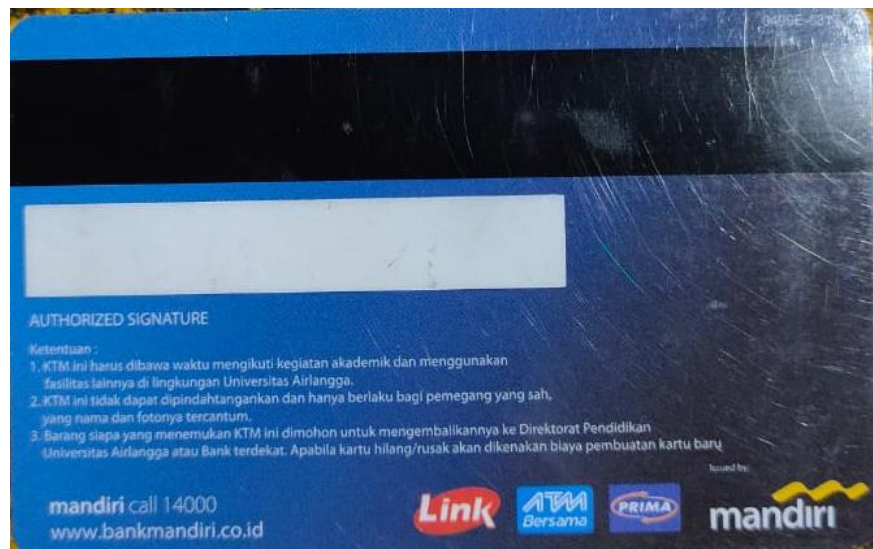 AUTHORIZED SIGNATURE
Ketentuan :
1. KTM ini harus dibawa waktu mengikuti kegiatan akademik dan menggunakan
fasilitas lainnya di lingkungan Universitas Airlangga.
2. KTM ini tidak dapat dipindahtangankan dan hanya berlaku bagi pemegang yang sah,
yang nama dan fotonya tercantum.
3. Barang siapa yang menemukan KTM ini dimohon untuk mengembalikannya ke Direktorat Pendidikan
Universitas Airlangga atau Bank terdekat. Apabila kartu hilang/rusak akan dikenakan biaya pembuatan kartu baru
Issued by:
mandiri call 14000
www.bankmandiri.co.id
Link
ATM
Bersama
PRIMA
mandiri